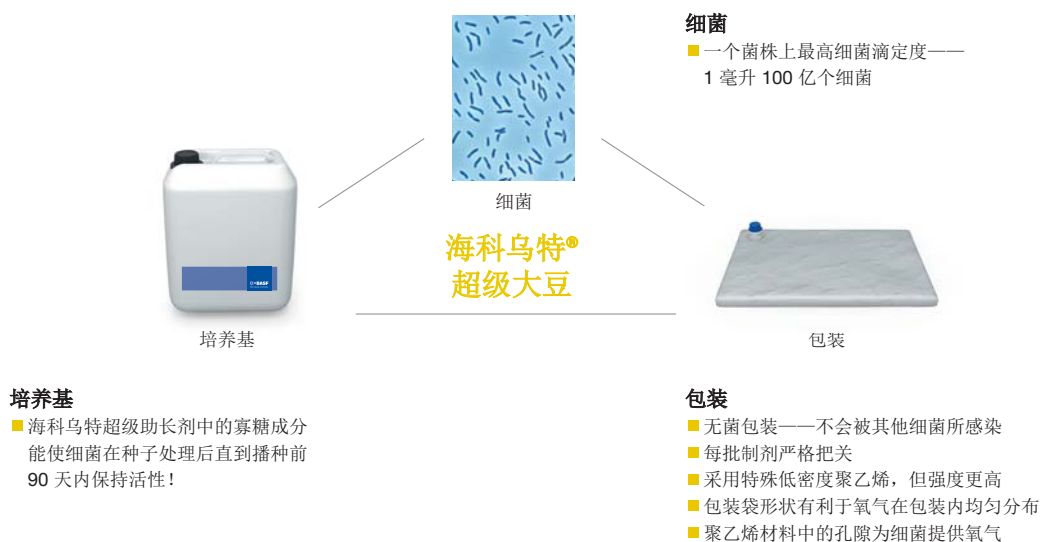 细菌
一个菌株上最高细菌滴定度——
1 毫升 100 亿个细菌
细菌
海科乌特®
超级大豆
BASF
培养基
包装
培养基
海科乌特超级助长剂中的寡糖成分
能使细菌在种子处理后直到播种前
90 天内保持活性！
包装
无菌包装——不会被其他细菌所感染
每批制剂严格把关
采用特殊低密度聚乙烯，但强度更高
包装袋形状有利于氧气在包装内均匀分布
聚乙烯材料中的孔隙为细菌提供氧气